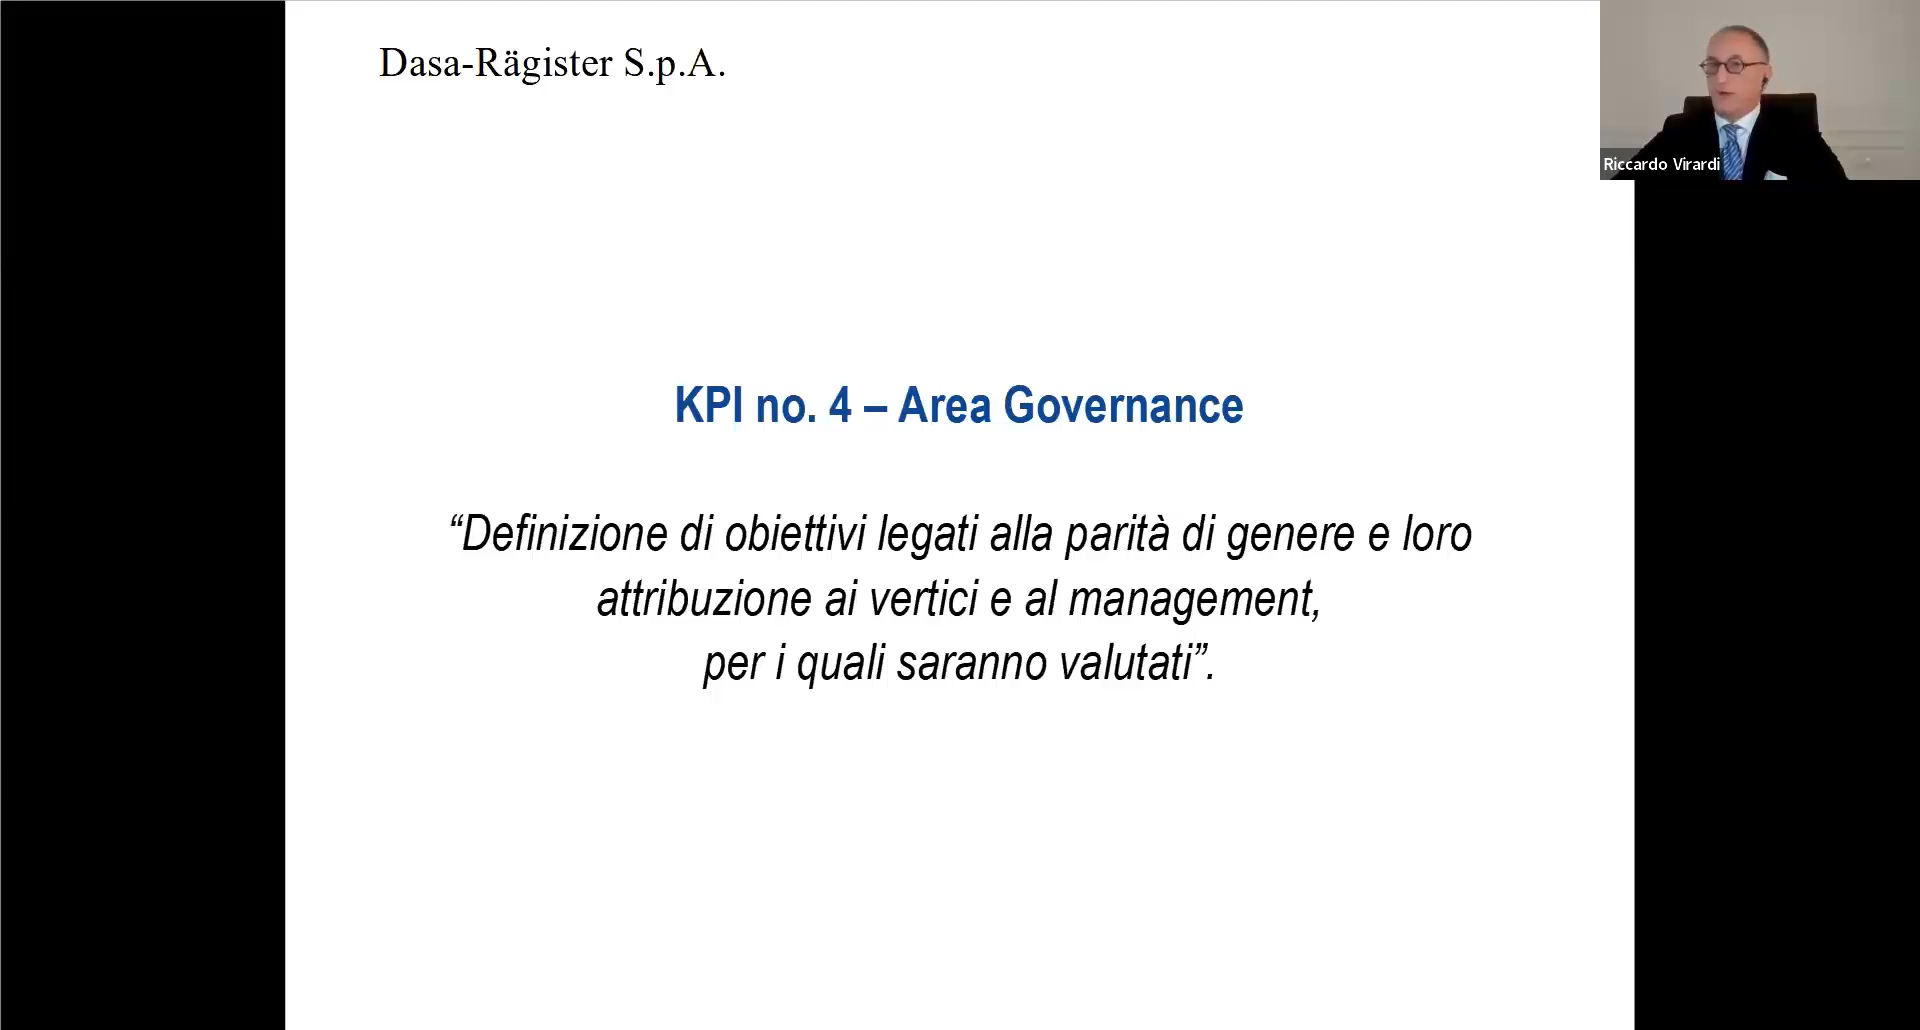 Dasa-Rägister S.p.A.
Riccardo Virardi
KPI no. 4 – Area Governance
“Definizione di obiettivi legati alla parità di genere e loro
attribuzione ai vertici e al management,
per i quali saranno valutati”.